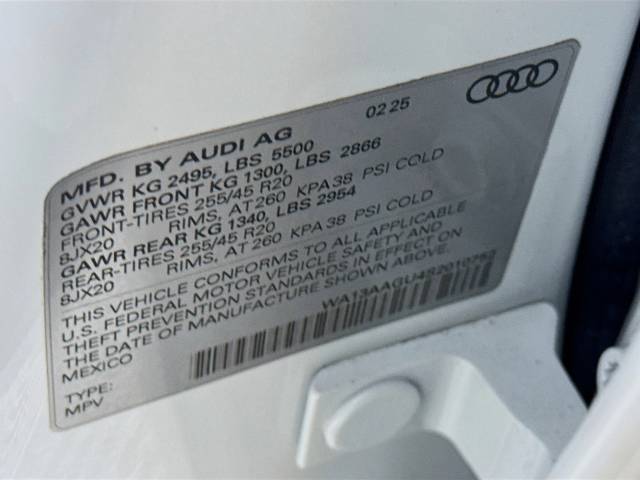 MFD. BY AUDI AG 02 25
GVWR KG 2495, LBS 5500
GAWR FRONT KG 1300, LBS 2866
FRONT-TIRES 255/45 R20
8JX20 RIMS, AT 260 KPA 38 PSI COLD
GAWR REAR KG 1340, LBS 2954
REAR-TIRES 255/45 R20
8JX20 RIMS, AT 260 KPA 38 PSI COLD
THIS VEHICLE CONFORMS TO ALL APPLICABLE
U.S. FEDERAL MOTOR VEHICLE SAFETY AND
THEFT PREVENTION STANDARDS IN EFFECT ON
THE DATE OF MANUFACTURE SHOWN ABOVE.
MEXICO
TYPE:
MPV